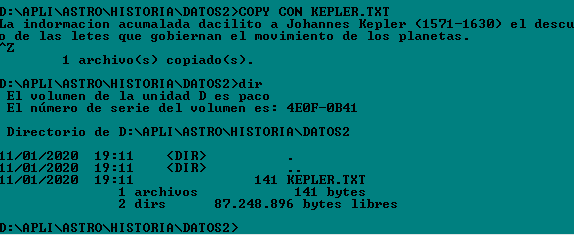 D:\APLI\ASTRO\HISTORIA\DATOS2>COPY CON KEPLER.TXT
La indormacion acumalada dacilito a Johannes Kepler (1571-1630) el descu
o de las letes que gobiernan el movimiento de los planetas.
^Z
        1 archivo(s) copiado(s).
D:\APLI\ASTRO\HISTORIA\DATOS2>dir
 El volumen de la unidad D es paco
 El número de serie del volumen es: 4E0F-0B41
 Directorio de D:\APLI\ASTRO\HISTORIA\DATOS2
11/01/2020  19:11    <DIR>          .
11/01/2020  19:11    <DIR>          ..
11/01/2020  19:11               141 KEPLER.TXT
               1 archivos            141 bytes
               2 dirs      87.248.896 bytes libres
D:\APLI\ASTRO\HISTORIA\DATOS2>